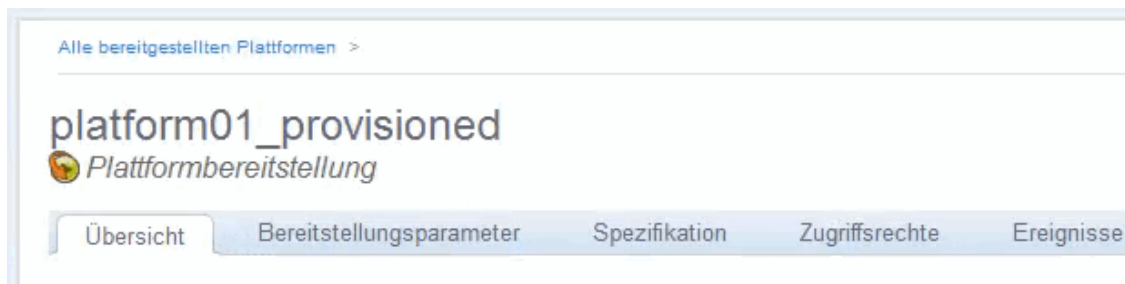 Alle bereitgestellten Plattformen >
platform01_provisioned
Plattformbereitstellung
Übersicht Bereitstellungsparameter Spezifikation Zugriffsrechte Ereignisse